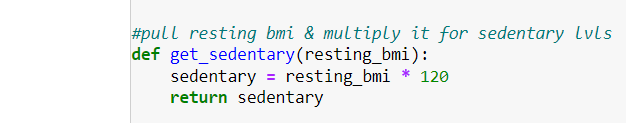 #pull resting bmi & multiply it for sedentary lvls
def get_sedentary(resting_bmi):
    sedentary = resting_bmi * 120
    return sedentary